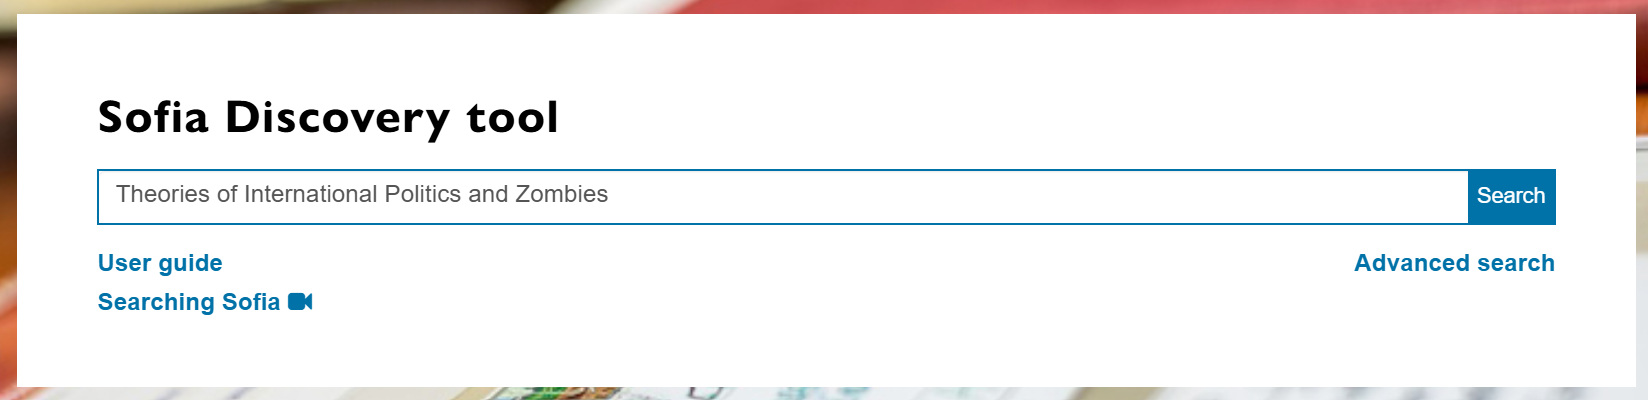 Sofia Discovery tool
Theories of International Politics and Zombies
Search
User guide
Advanced search
Searching Sofia